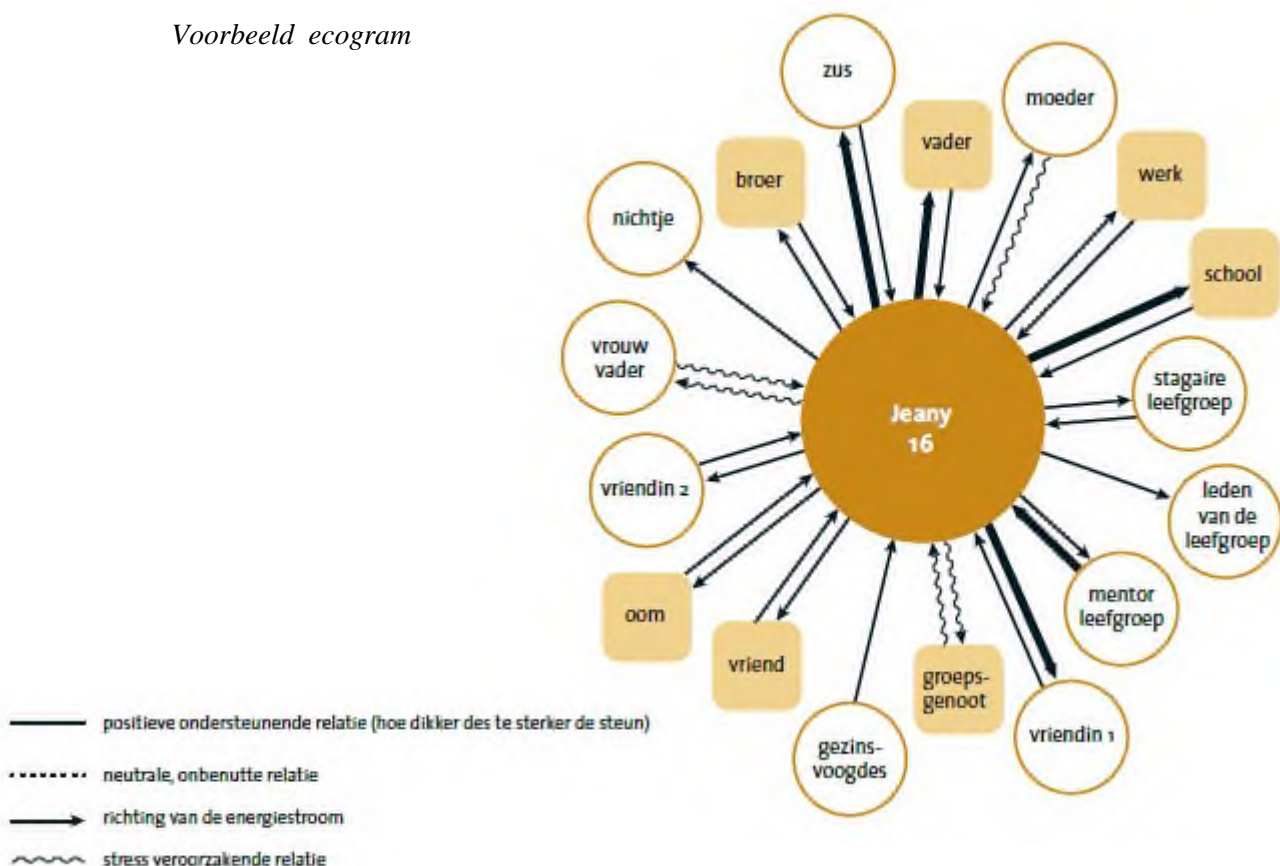 Voorbeeld ecogram
zus
moeder
vader
broer
werk
nichtje
school
vrouw
vader
stagaire
leefgroep
Jeany
16
vriendin 2
leden
van de
leefgroep
mentor
leefgroep
oom
vriend
groeps-
genoot
vriendin 1
gezins-
voogdes
positieve ondersteunende relatie (hoe dikker des te sterker de steun)
neutrale, onbenutte relatie
richting van de energiestroom
stress veroorzakende relatie